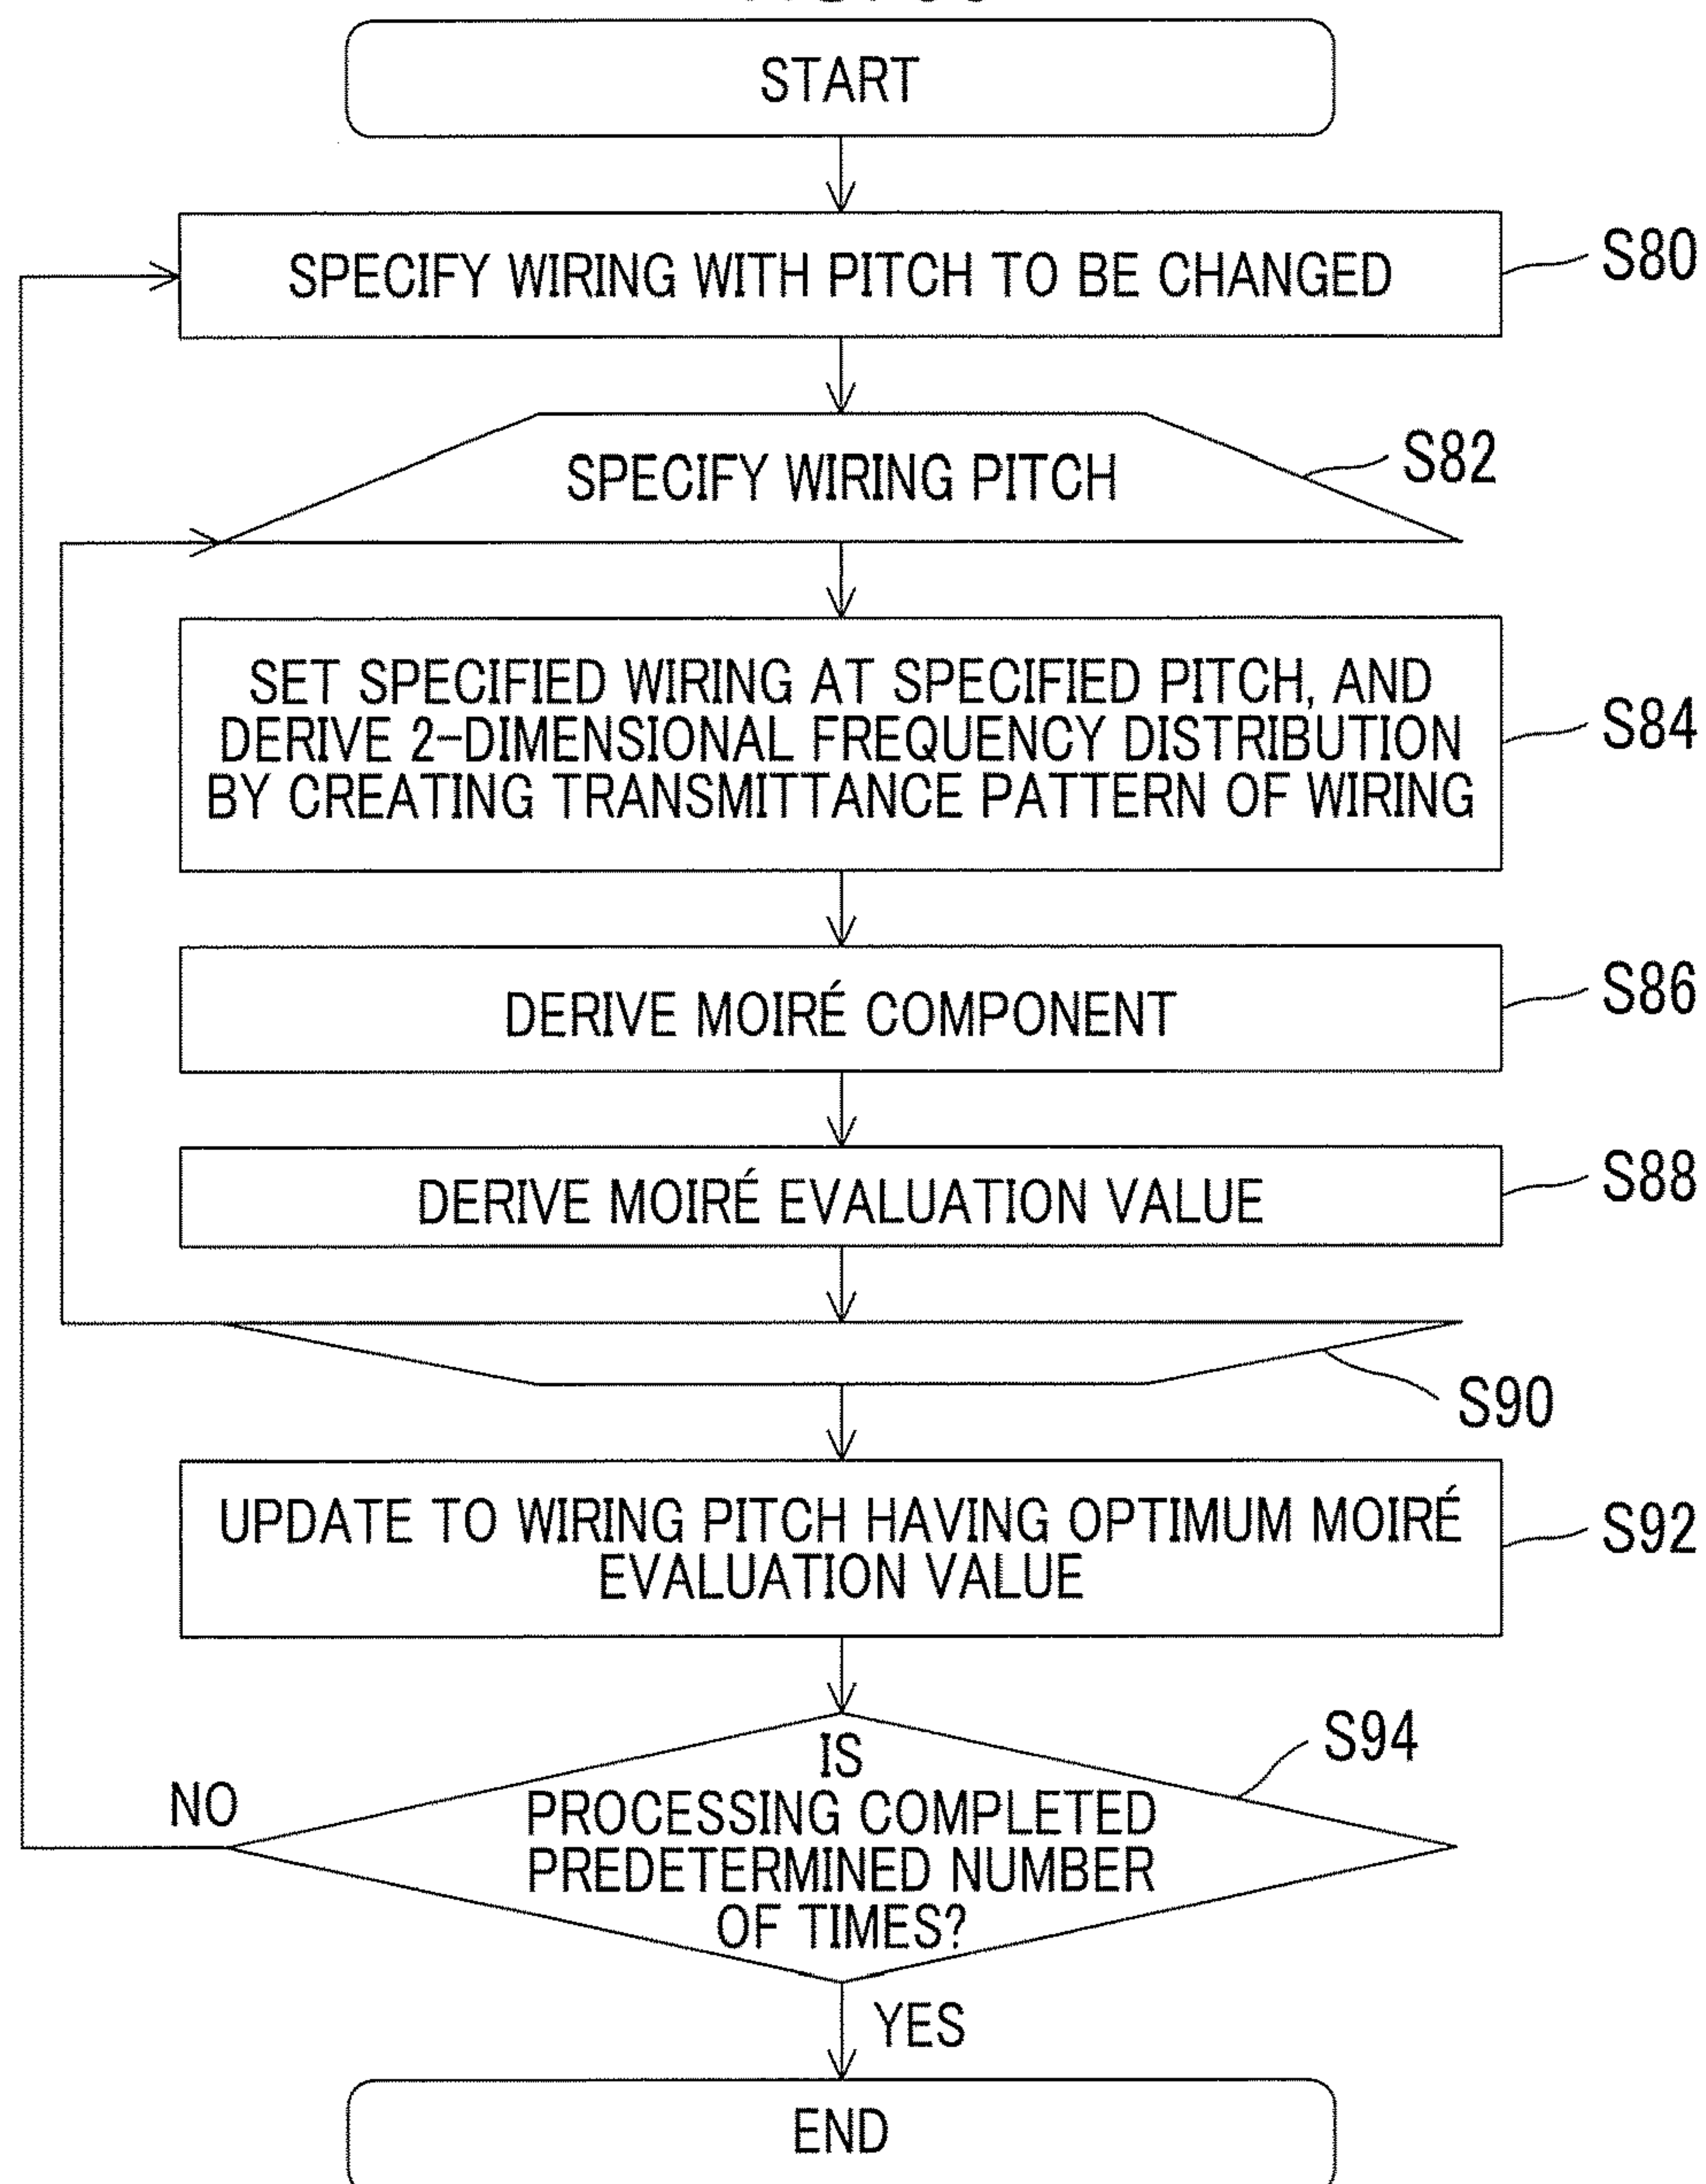 START
SPECIFY WIRING WITH PITCH TO BE CHANGED
S80
SPECIFY WIRING PITCH
S82
SET SPECIFIED WIRING AT SPECIFIED PITCH, AND
DERIVE 2-DIMENSIONAL FREQUENCY DISTRIBUTION
BY CREATING TRANSMITTANCE PATTERN OF WIRING
S84
DERIVE MOIRÉ COMPONENT
S86
DERIVE MOIRÉ EVALUATION VALUE
S88
S90
UPDATE TO WIRING PITCH HAVING OPTIMUM MOIRÉ
EVALUATION VALUE
S92
IS
PROCESSING COMPLETED
PREDETERMINED NUMBER
OF TIMES?
S94
NO
YES
END